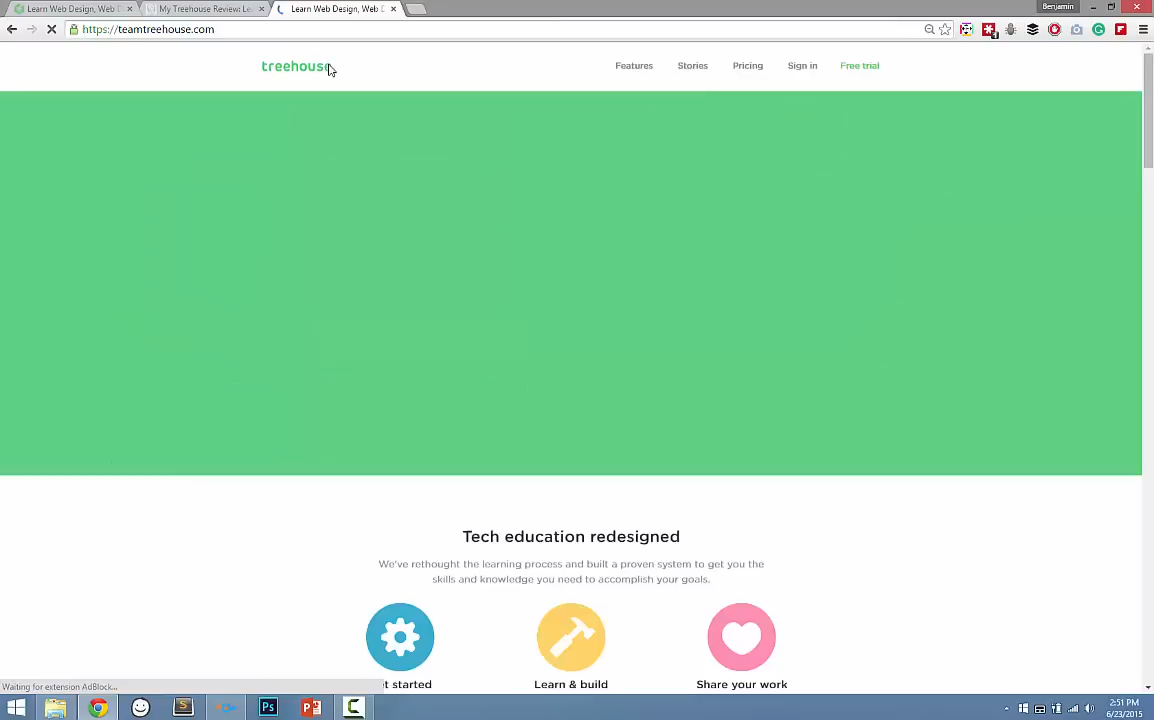 Learn Web Design, Web D
My Treehouse Review: Le
Learn Web Design, Web D
Benjamin
https://teamtreehouse.com
treehouse
Features
Stories
Pricing
Sign in
Free trial
Tech education redesigned
We've rethought the learning process and built a proven system to get you the
skills and knowledge you need to accomplish your goals.
et started
Learn & build
Share your work
Waiting for extension AdBlock...
2:51 PM
6/23/2015